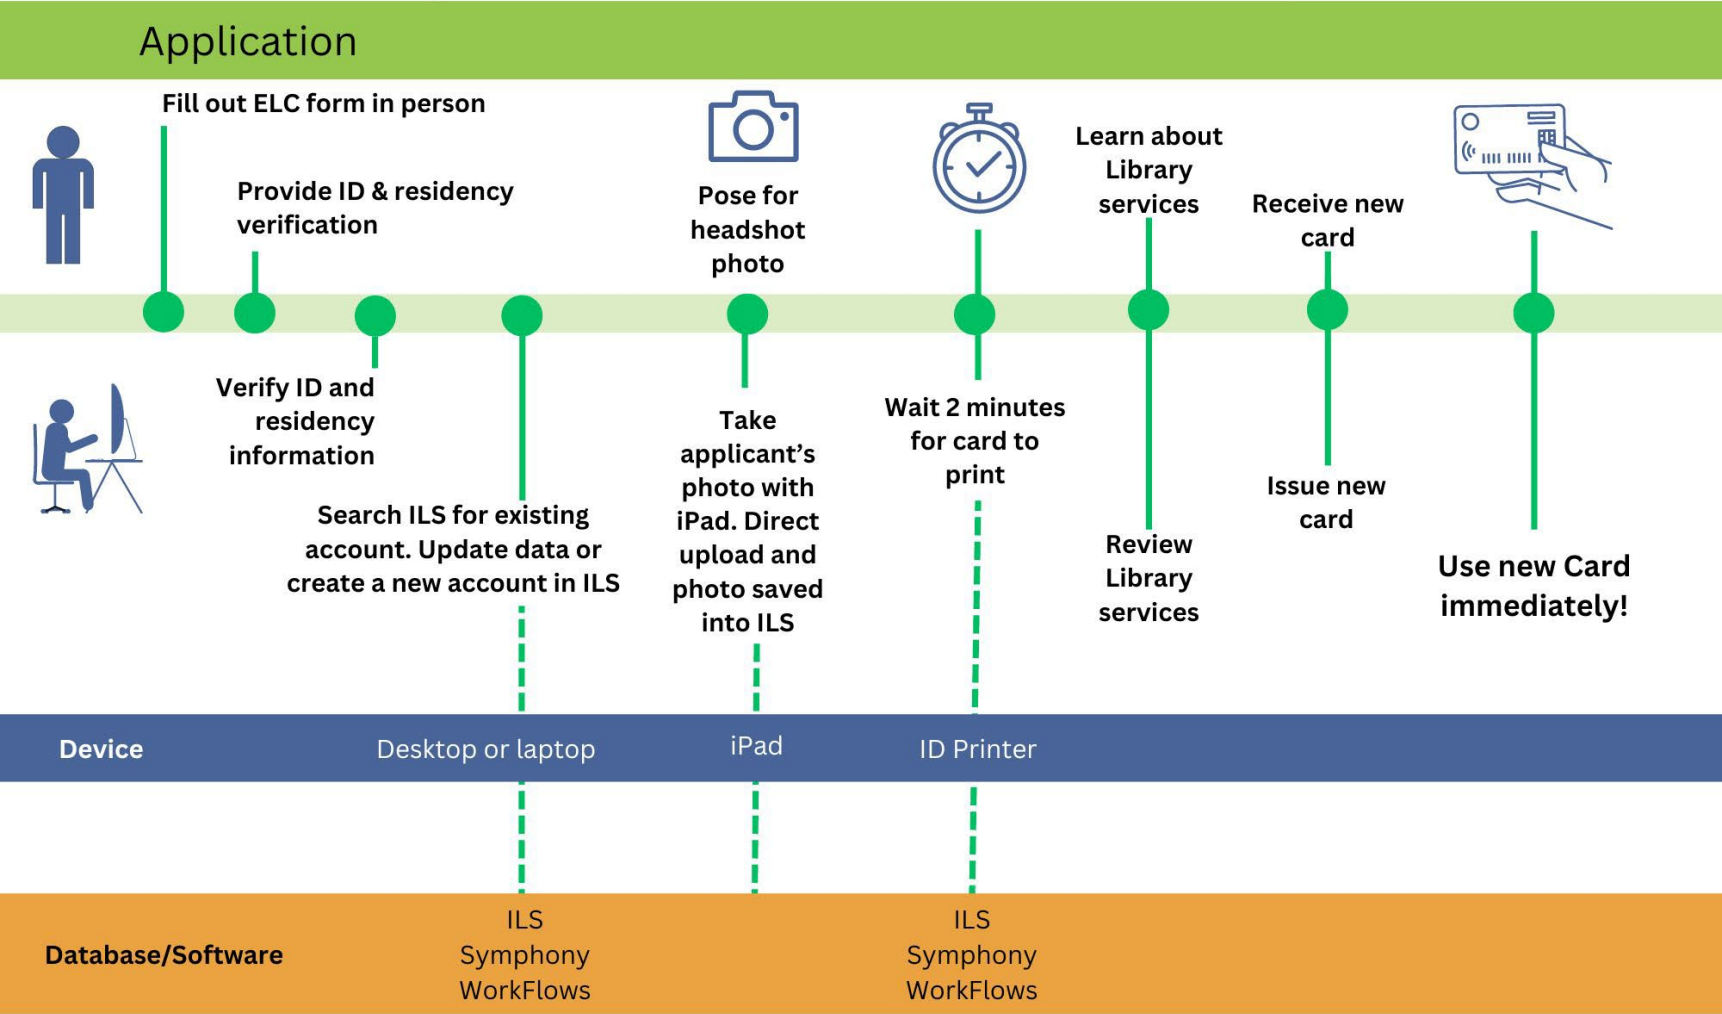 Application
Fill out ELC form in person
Provide ID & residency
verification
Pose for
headshot
photo
Learn about
Library
services
Receive new
card
Verify ID and
residency
information
Search ILS for existing
account. Update data or
create a new account in ILS
Take
applicant’s
photo with
iPad. Direct
upload and
photo saved
into ILS
Wait 2 minutes
for card to
print
Review
Library
services
Issue new
card
Use new Card
immediately!
Device
Desktop or laptop
iPad
ID Printer
Database/Software
ILS
Symphony
WorkFlows
ILS
Symphony
WorkFlows